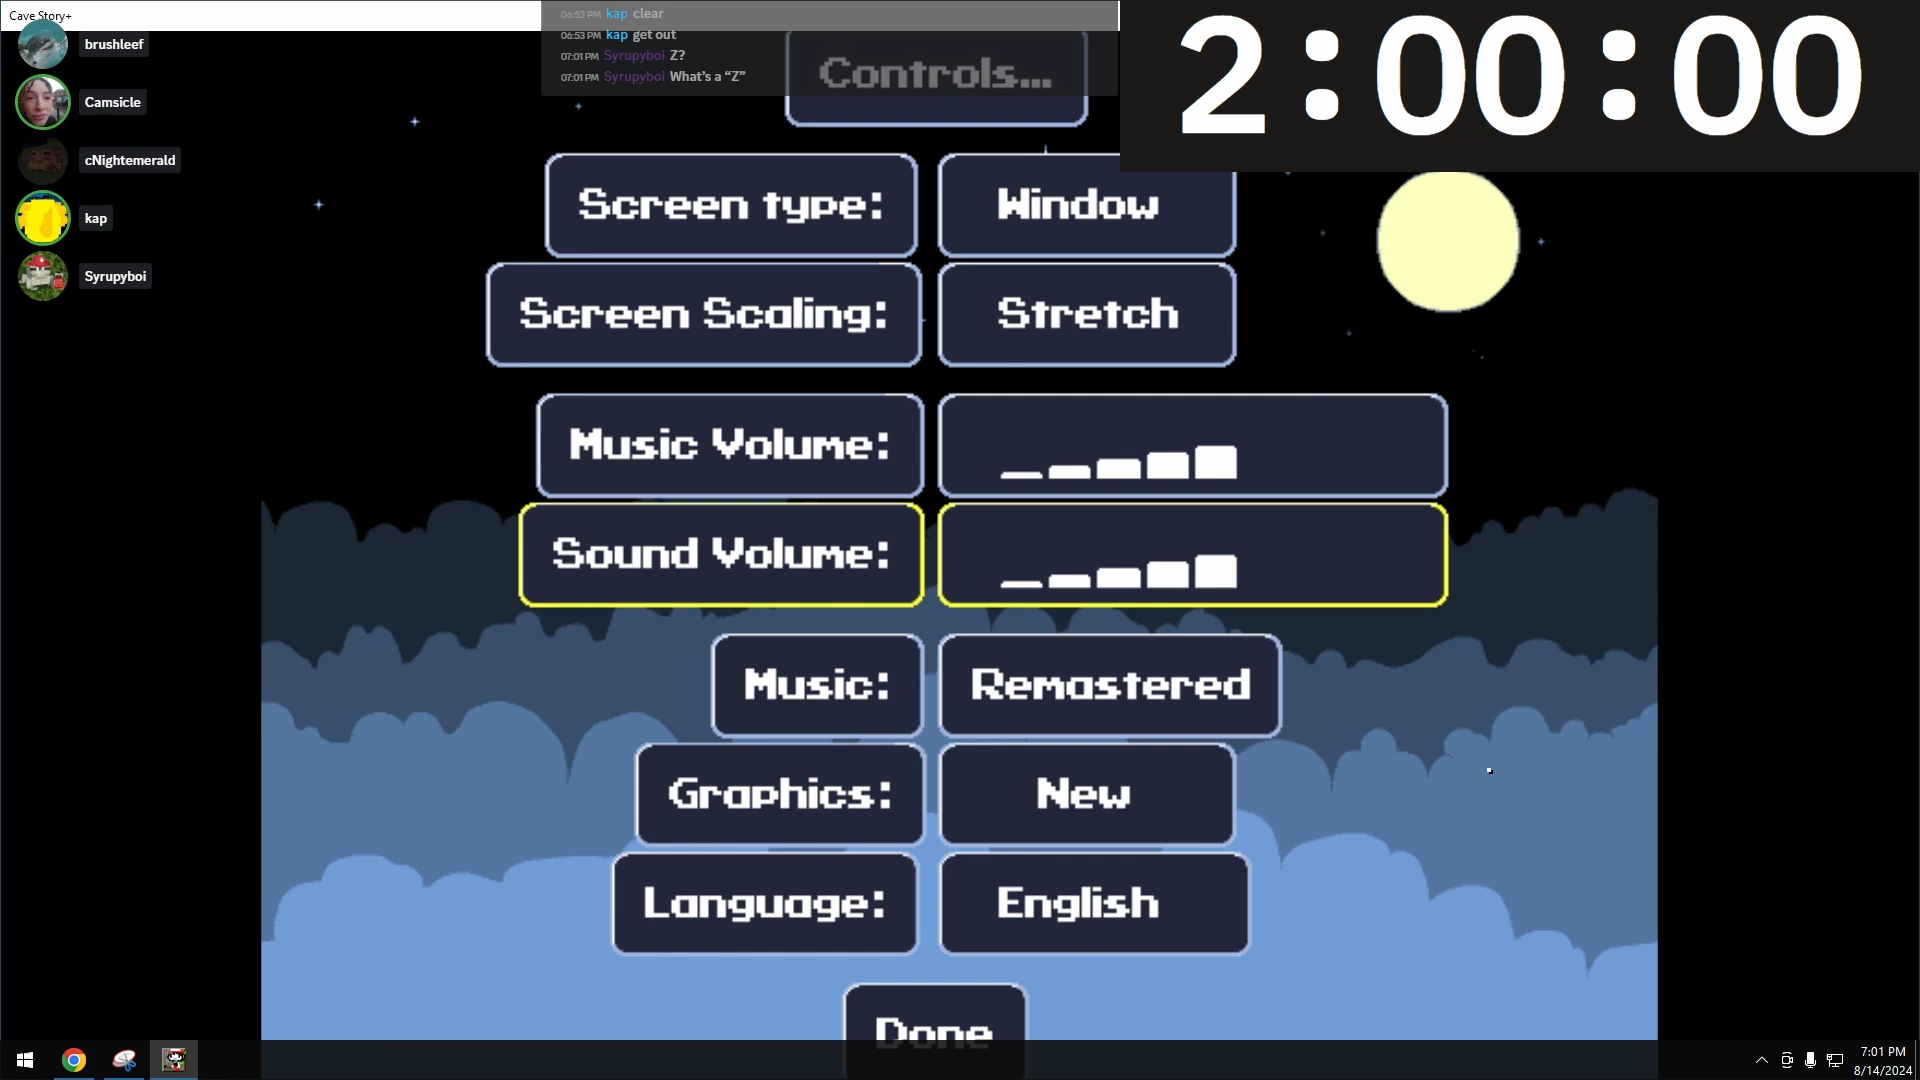 Cave Story+
brushleef
Camsicle
cNightemerald
kap
Syrupyboi
06:53 PM kap clear
06:53 PM kap get out
07:01 PM Syrupyboi Z?
07:01 PM Syrupyboi What's a “Z”
2:00:00
Controls...
Screen type: Window
Screen Scaling: Stretch
Music Volume:
Sound Volume:
Music: Remastered
Graphics: New
Language: English
Done
7:01 PM
8/14/2024